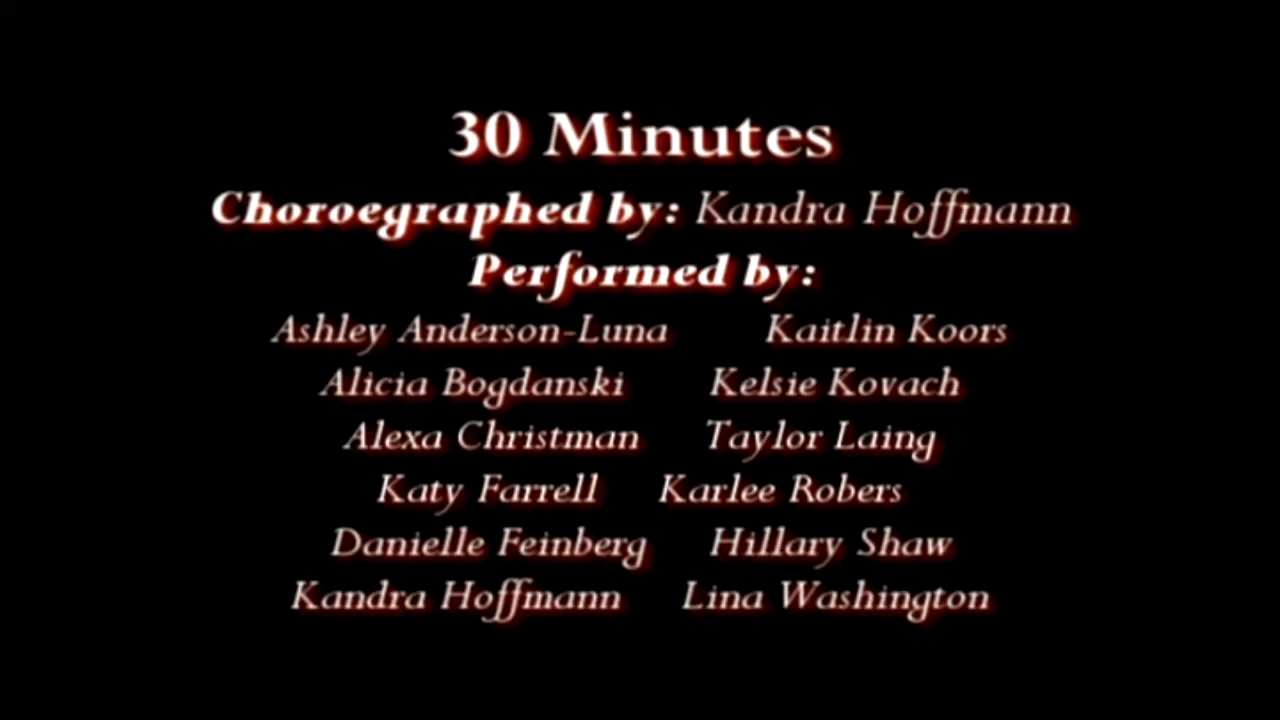 30 Minutes
Choroegraphed by: Kandra Hoffmann
Performed by:
Ashley Anderson-Luna Kaitlin Koors
Alicia Bogdanski Kelsie Kovach
Alexa Christman Taylor Laing
Katy Farrell Karlee Robers
Danielle Feinberg Hillary Shaw
Kandra Hoffmann Lina Washington